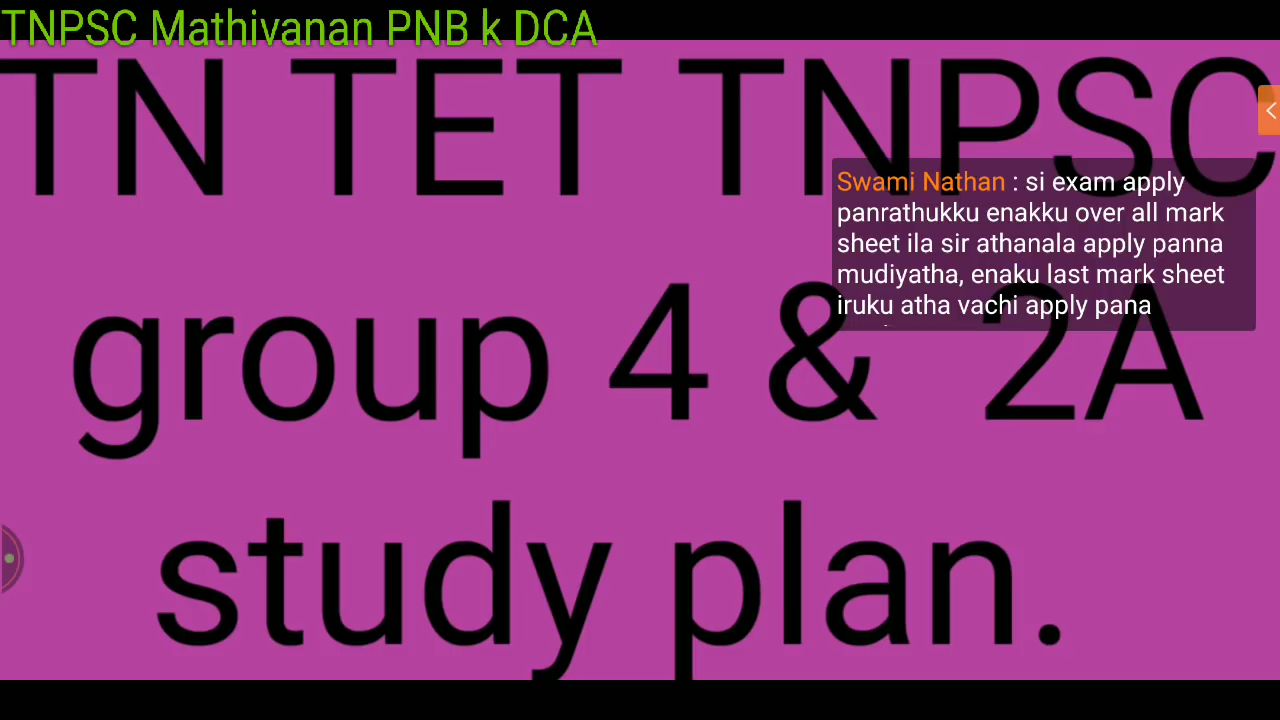 TNPSC Mathivanan PNB k DCA
TN TET TNPSC
Swami Nathan : si exam apply
panrathukku enakku over all mark
sheet ila sir athanala apply panna
mudiyatha, enaku last mark sheet
iruku atha vachi apply pana
group 4 & 2A
study plan.